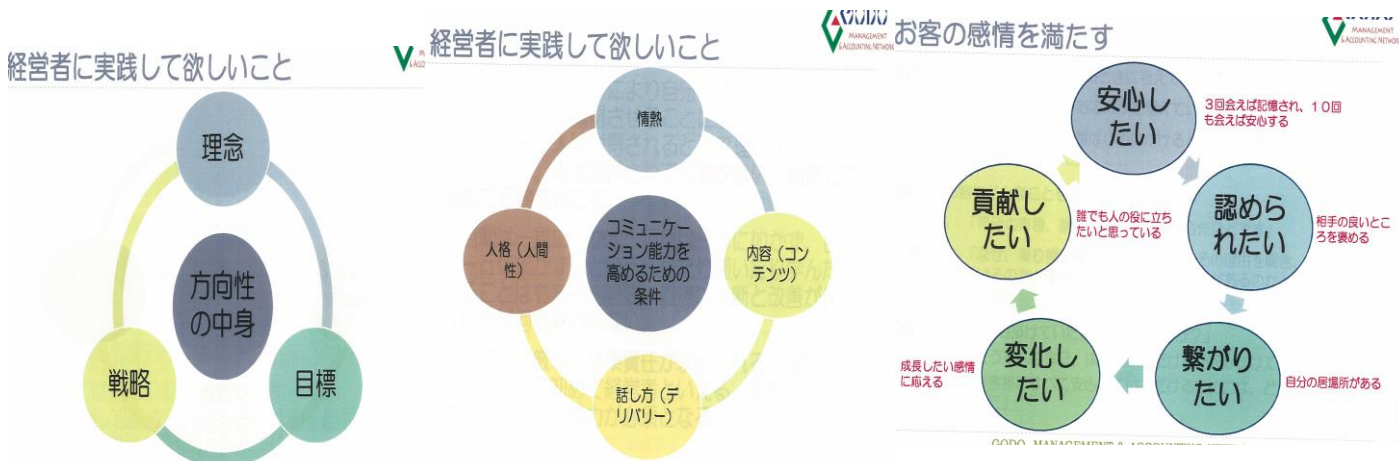 経営者に実践して欲しいこと
理念
方向性
の中身
戦略
目標
経営者に実践して欲しいこと
GODO
MANAGEMENT
& ACCOUNTING NETWORK
情熱
人格（人間
性）
コミュニケー
ション能力を
高めるための
条件
内容（コン
テンツ）
話し方（デ
リバリー）
お客の感情を満たす
MANAGEMENT
& ACCOUNTING NETWORK
安心し
たい
３回会えば記憶され、１０回
も会えば安心する
貢献し
たい
誰でも人の役に立ち
たいと思っている
認めら
れたい
相手の良いとこ
ろを褒める
成長したい感情
に応える
変化し
たい
繋がり
たい
自分の居場所がある